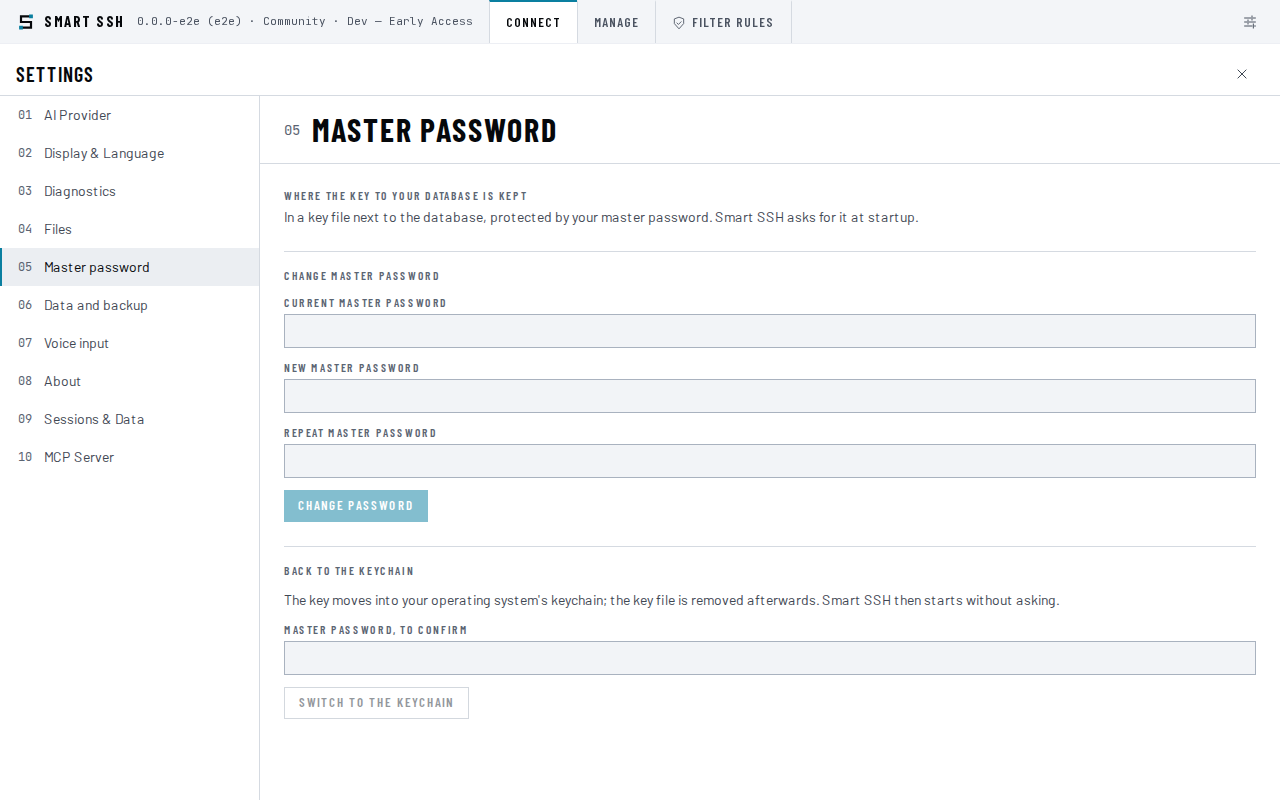 SMART SSH 0.0.0-e2e (e2e) · Community · Dev — Early Access CONNECT MANAGE FILTER RULES
SETTINGS
01 AI Provider
02 Display & Language
03 Diagnostics
04 Files
05 Master password
06 Data and backup
07 Voice input
08 About
09 Sessions & Data
10 MCP Server
05 MASTER PASSWORD
WHERE THE KEY TO YOUR DATABASE IS KEPT
In a key file next to the database, protected by your master password. Smart SSH asks for it at startup.
CHANGE MASTER PASSWORD
CURRENT MASTER PASSWORD
NEW MASTER PASSWORD
REPEAT MASTER PASSWORD
CHANGE PASSWORD
BACK TO THE KEYCHAIN
The key moves into your operating system's keychain; the key file is removed afterwards. Smart SSH then starts without asking.
MASTER PASSWORD, TO CONFIRM
SWITCH TO THE KEYCHAIN